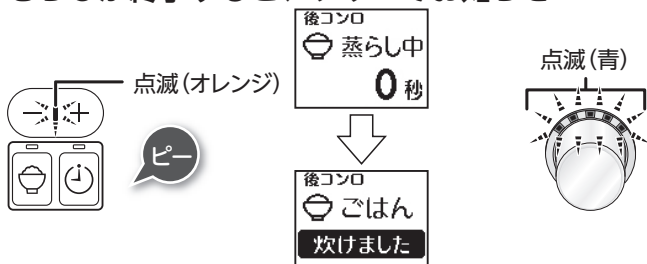 後コンロ
蒸らし中
0 秒
点滅(オレンジ)
点滅(青)
ピー
後コンロ
ごはん
炊けました